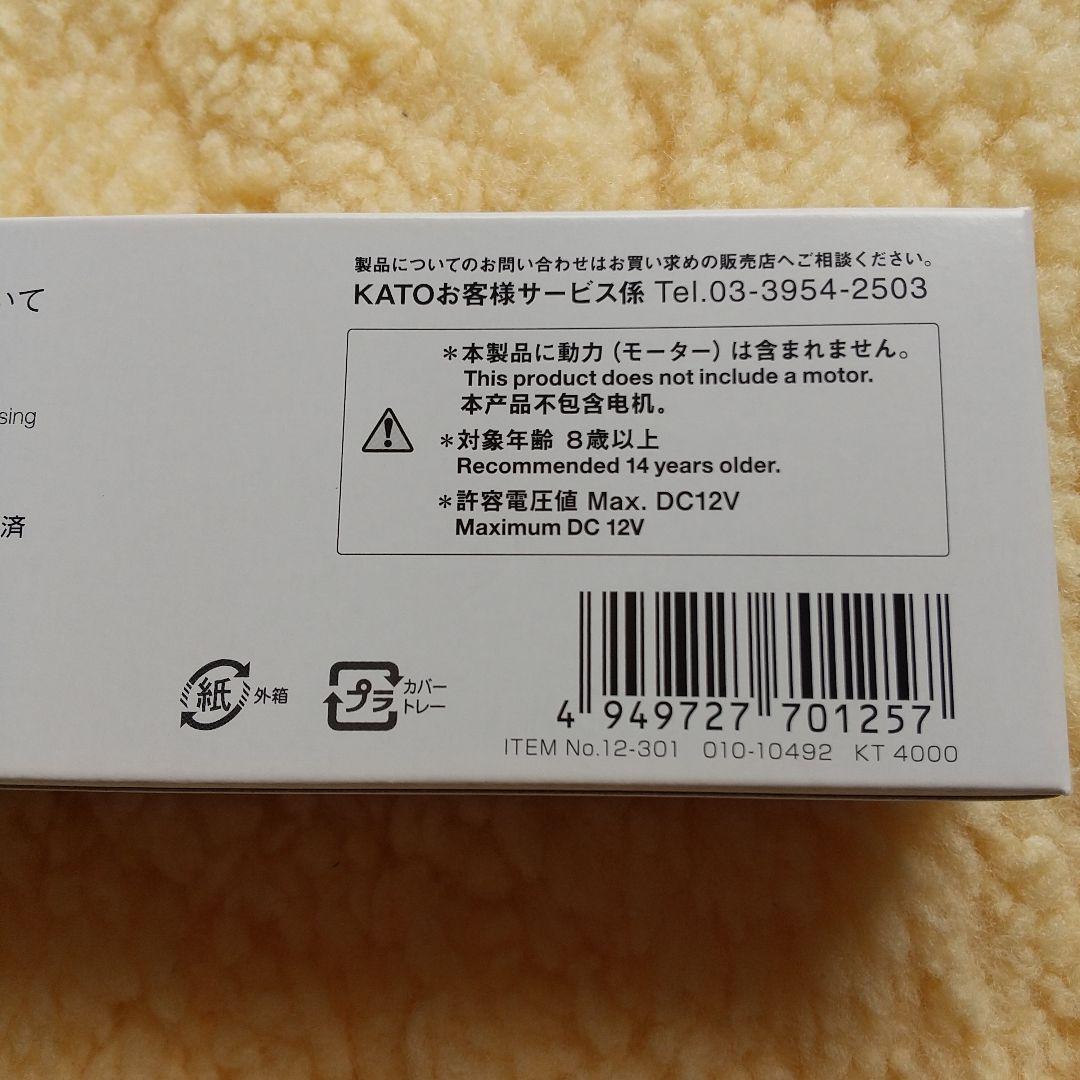 製品についてのお問い合わせはお買い求めの販売店へご相談ください。
KATOお客様サービス係 Tel.03-3954-2503
いて
＊本製品に動力（モーター）は含まれません。
This product does not include a motor.
本产品不包含电机。
sing
＊対象年齢 8歳以上
Recommended 14 years older.
＊許容電圧値 Max. DC12V
Maximum DC 12V
済
紙 外箱
プラ カバー
トレー
4 949727 701257
ITEM No.12-301 010-10492 KT 4000